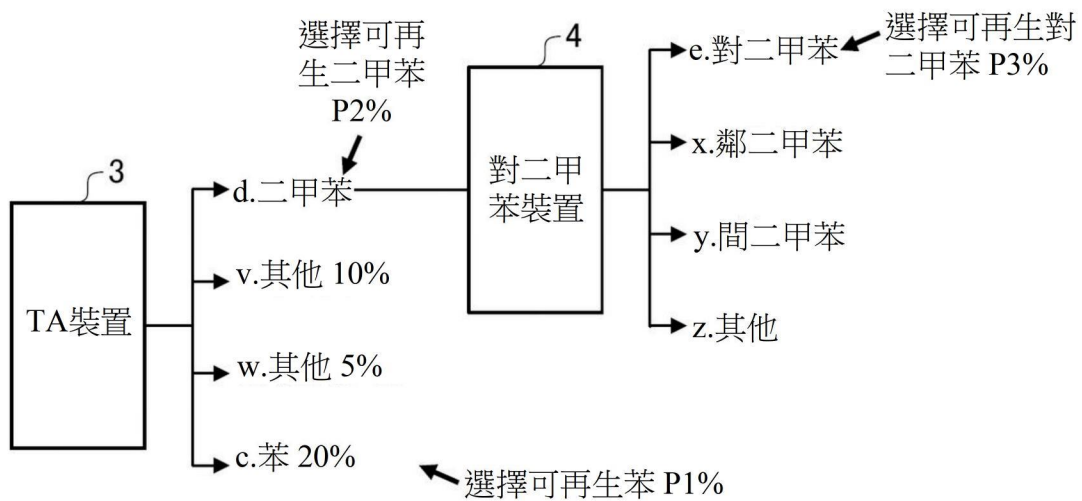 選擇可再
生二甲苯
P2%
4
e.對二甲苯
選擇可再生對
二甲苯 P3%
x.鄰二甲苯
對二甲
苯裝置
3
d.二甲苯
y.間二甲苯
v.其他 10%
TA裝置
z.其他
w.其他 5%
c.苯 20%
選擇可再生苯 P1%